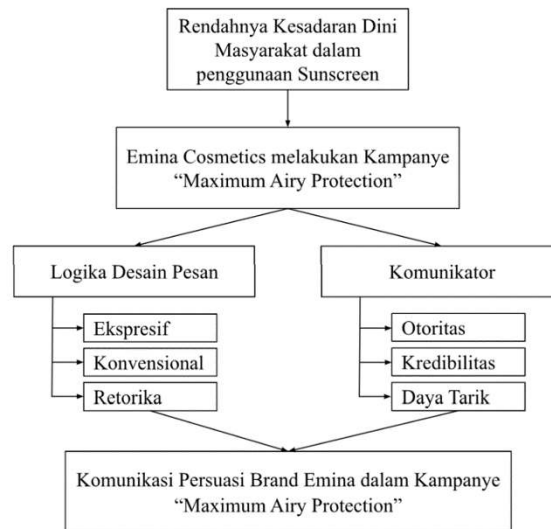 Rendahnya Kesadaran Dini
Masyarakat dalam
penggunaan Sunscreen
Emina Cosmetics melakukan Kampanye
“Maximum Airy Protection”
Logika Desain Pesan
Ekspresif
Konvensional
Retorika
Komunikator
Otoritas
Kredibilitas
Daya Tarik
Komunikasi Persuasi Brand Emina dalam Kampanye
“Maximum Airy Protection”